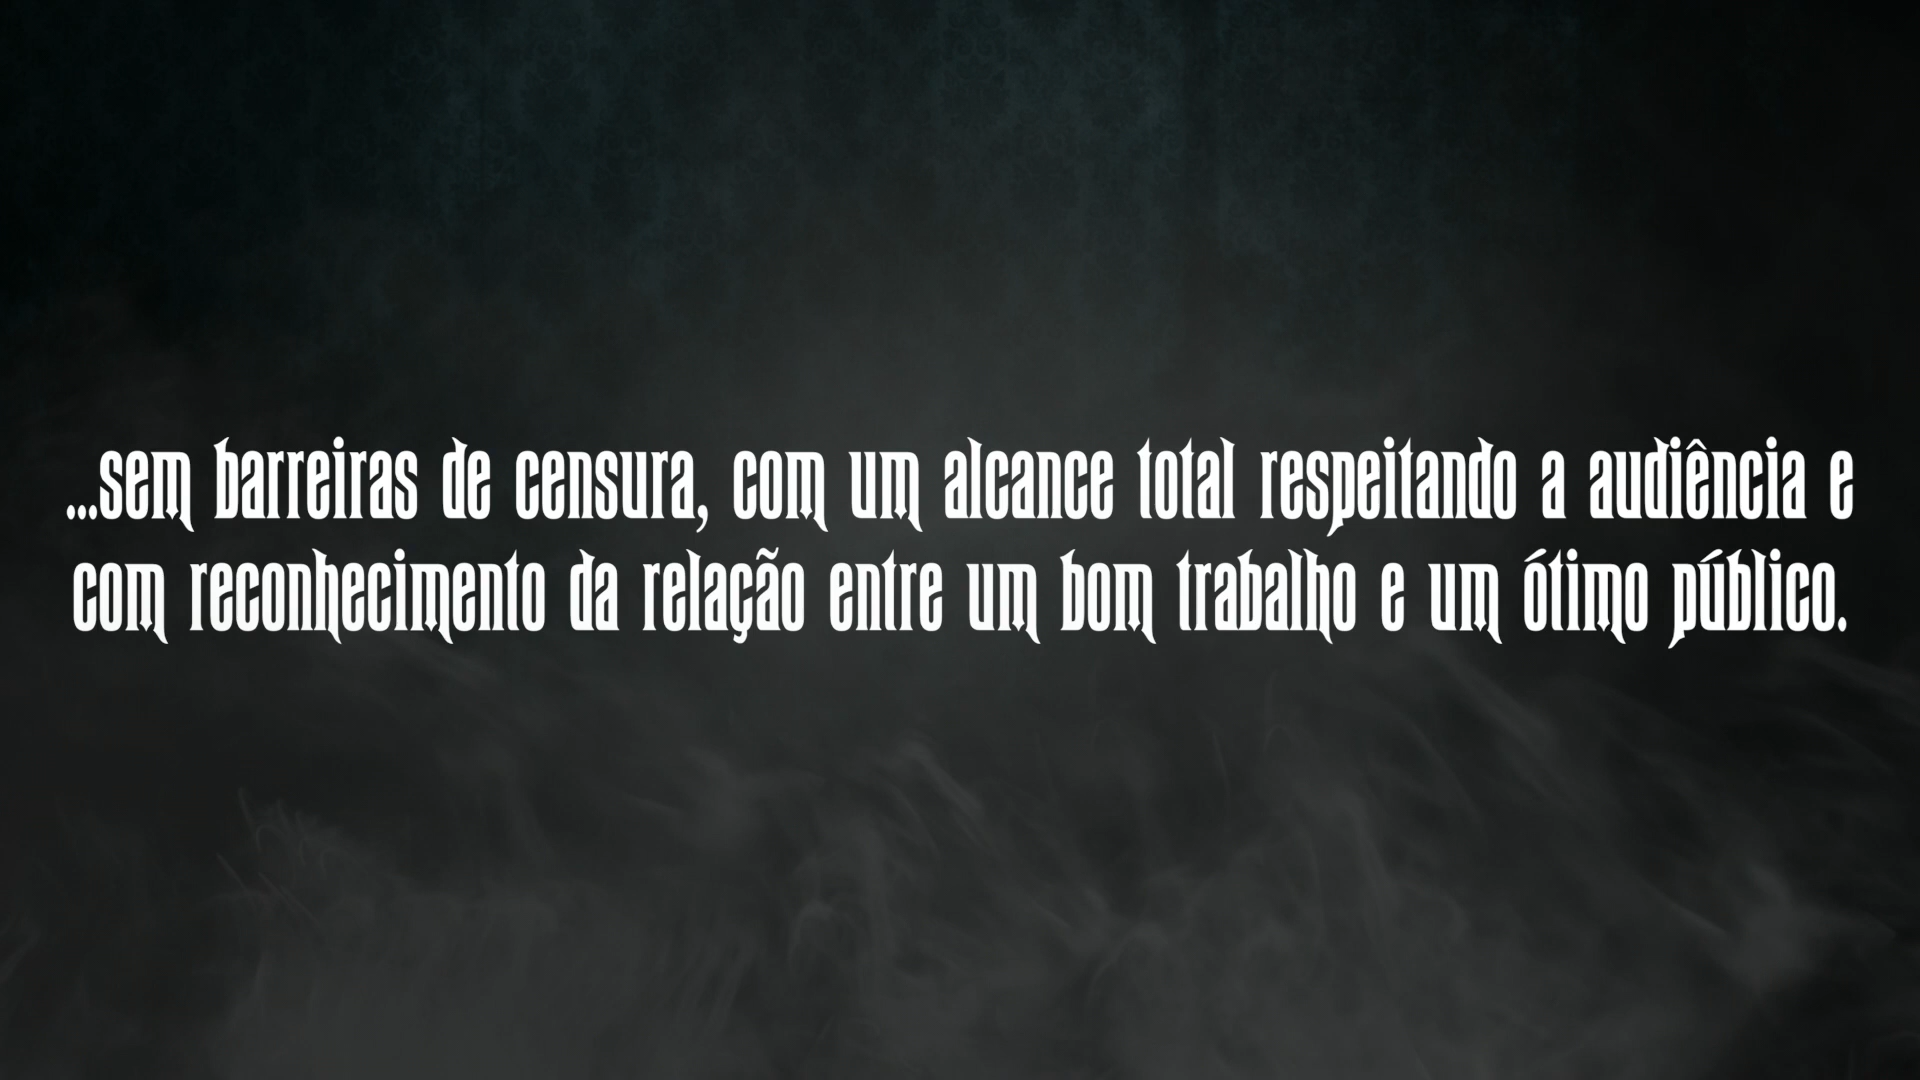 ...sem barreiras de censura, com um alcance total respeitando a audiência e
com reconhecimento da relação entre um bom trabalho e um ótimo público.